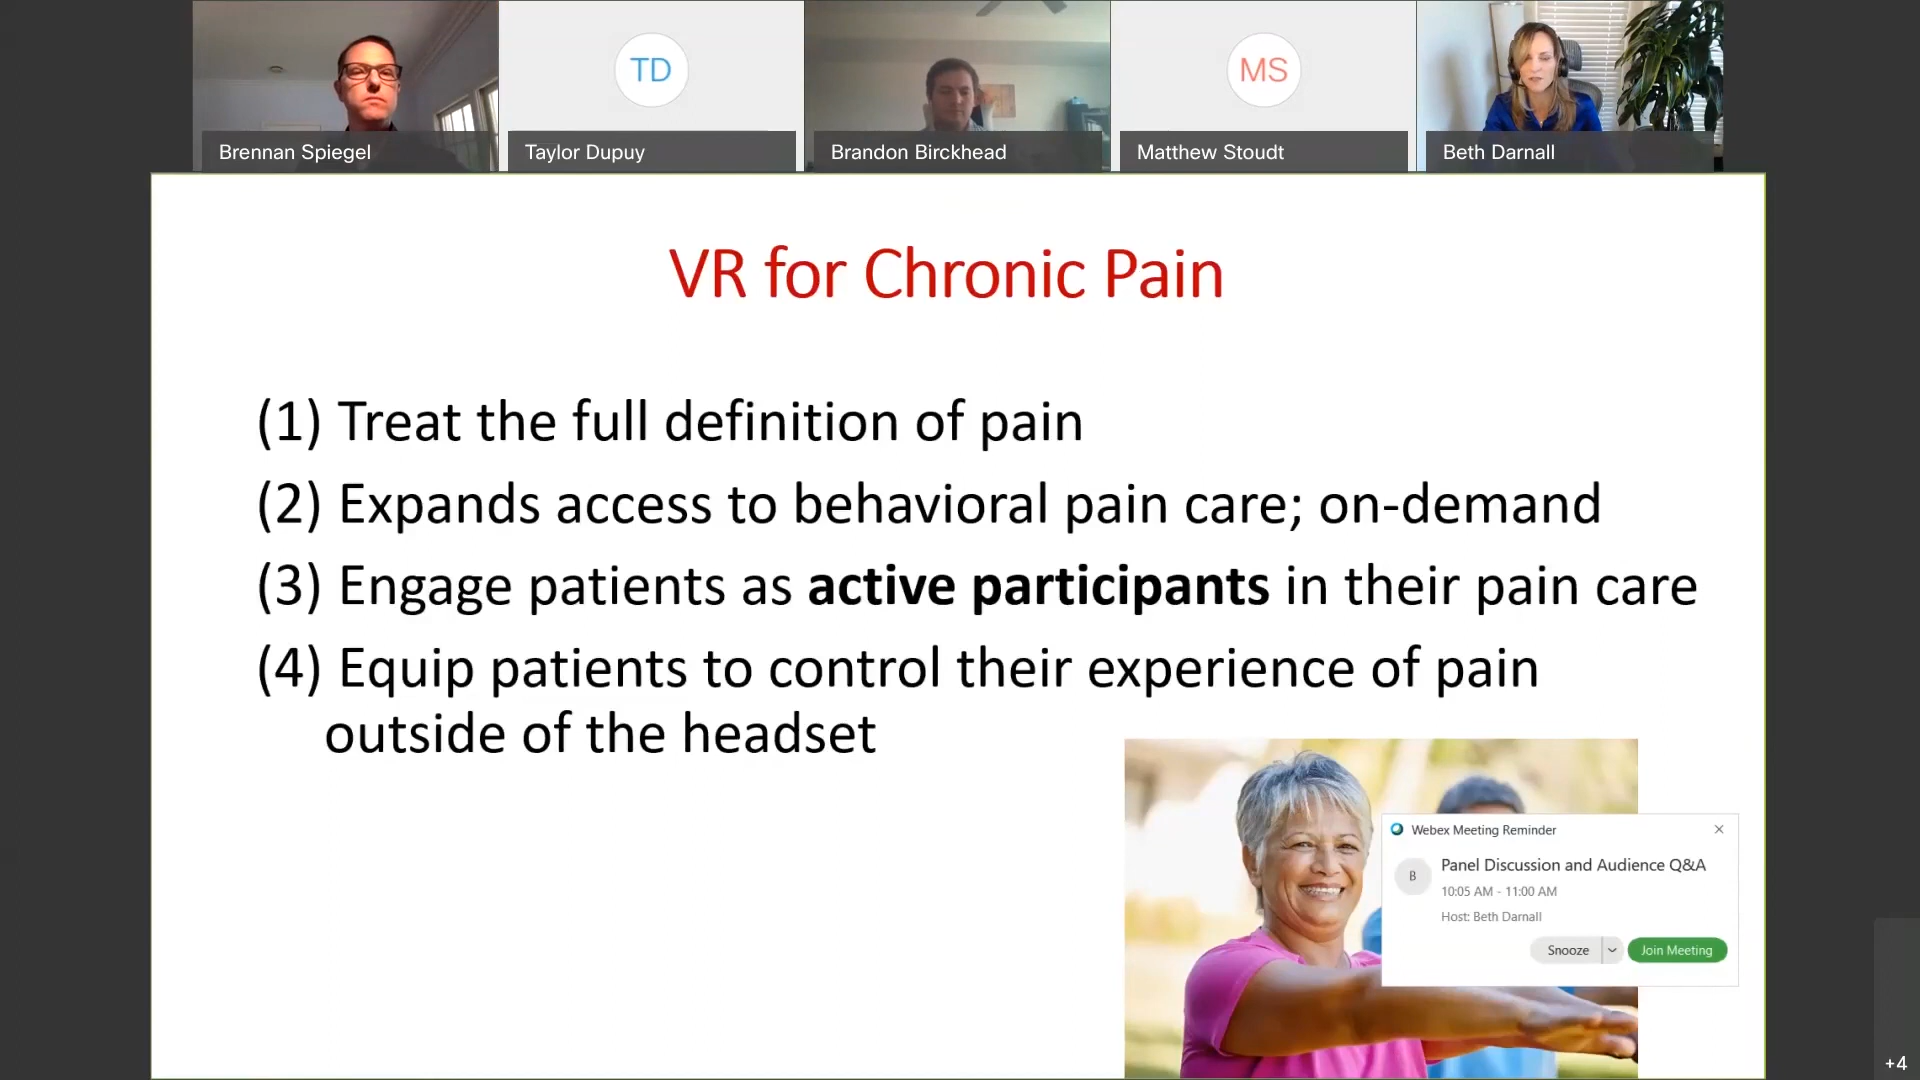 Brennan Spiegel
TD
Taylor Dupuy
Brandon Birckhead
MS
Matthew Stoudt
Beth Darnall
VR for Chronic Pain
(1) Treat the full definition of pain
(2) Expands access to behavioral pain care; on-demand
(3) Engage patients as active participants in their pain care
(4) Equip patients to control their experience of pain
outside of the headset
Webex Meeting Reminder
B
Panel Discussion and Audience Q&A
10:05 AM - 11:00 AM
Host: Beth Darnall
Snooze
Join Meeting
+4